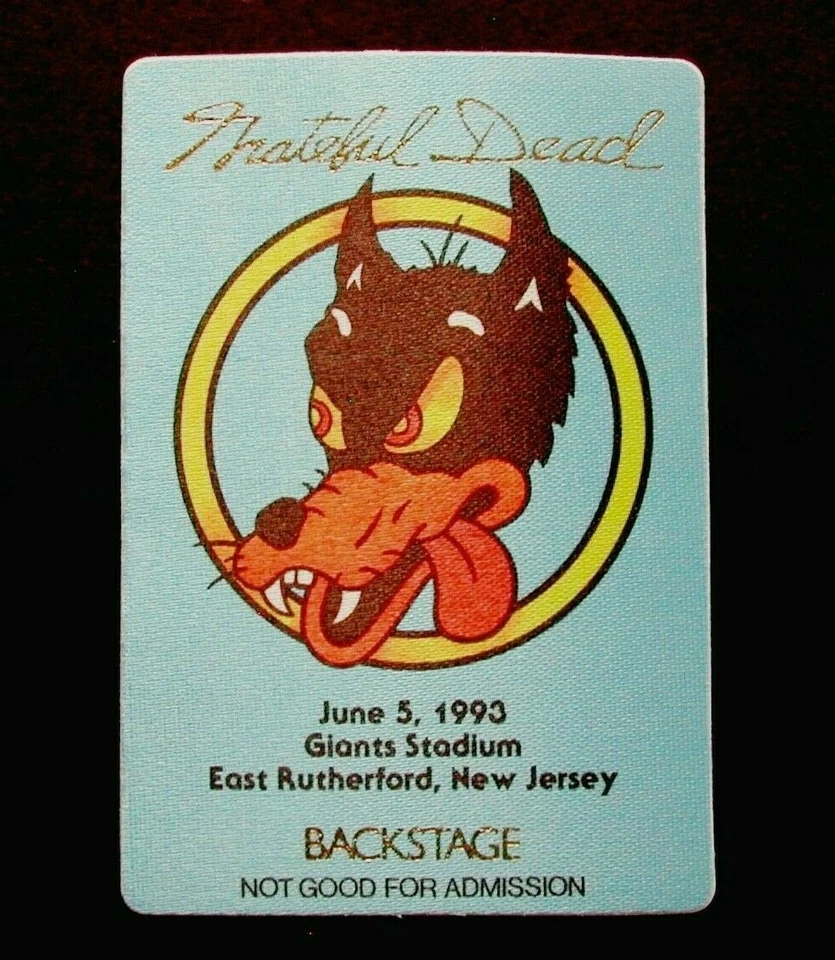 Grateful Dead
June 5, 1993
Giants Stadium
East Rutherford, New Jersey
BACKSTAGE
NOT GOOD FOR ADMISSION